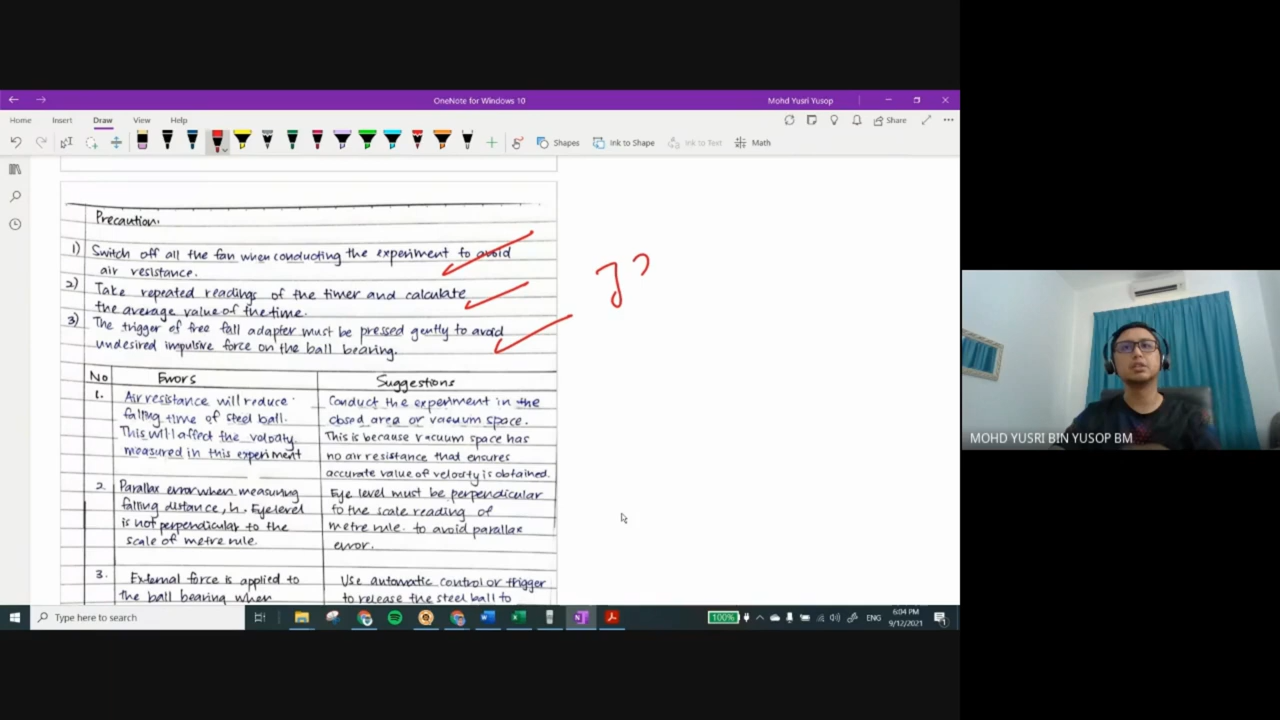 OneNote for Windows 10
Mohd Yusri Yusop
Home Insert Draw View Help
Share
Shapes Ink to Shape Ink to Text Math
Precaution.
1) Switch off all the fan when conducting the experiment to avoid
air resistance.
2) Take repeated readings of the timer and calculate
the average value of the time.
3) The trigger of free fall adapter must be pressed gently to avoid
undesired impulsive force on the ball bearing.
No Errors Suggestions
1. Air resistance will reduce
falling time of steel ball.
This will affect the velocity
measured in this experiment
Conduct the experiment in the
closed area or vacuum space.
This is because vacuum space has
no air resistance that ensures
accurate value of velocity is obtained.
2. Parallax error when measuring
falling distance, h. Eye level
is not perpendicular to the
scale of metre rule.
Eye level must be perpendicular
to the scale reading of
metre rule to avoid parallax
error.
3. External force is applied to
the ball bearing when
Use automatic control or trigger
to release the steel ball to
MOHD YUSRI BIN YUSOP BM
Type here to search
100%
ENG
6:04 PM
9/12/2021